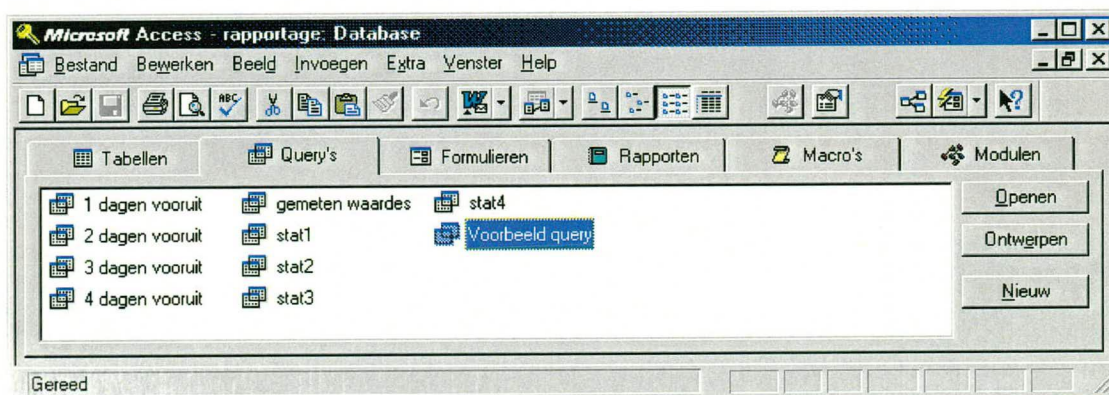 Microsoft Access - rapportage: Database
Bestand Bewerken Beeld Invoegen Extra Venster Help
ABC W
Tabellen Query's Formulieren Rapporten Macro's Modulen
1 dagen vooruit gemeten waardes stat4 Openen
2 dagen vooruit stat1 Voorbeeld query Ontwerpen
3 dagen vooruit stat2
4 dagen vooruit stat3 Nieuw
Gereed